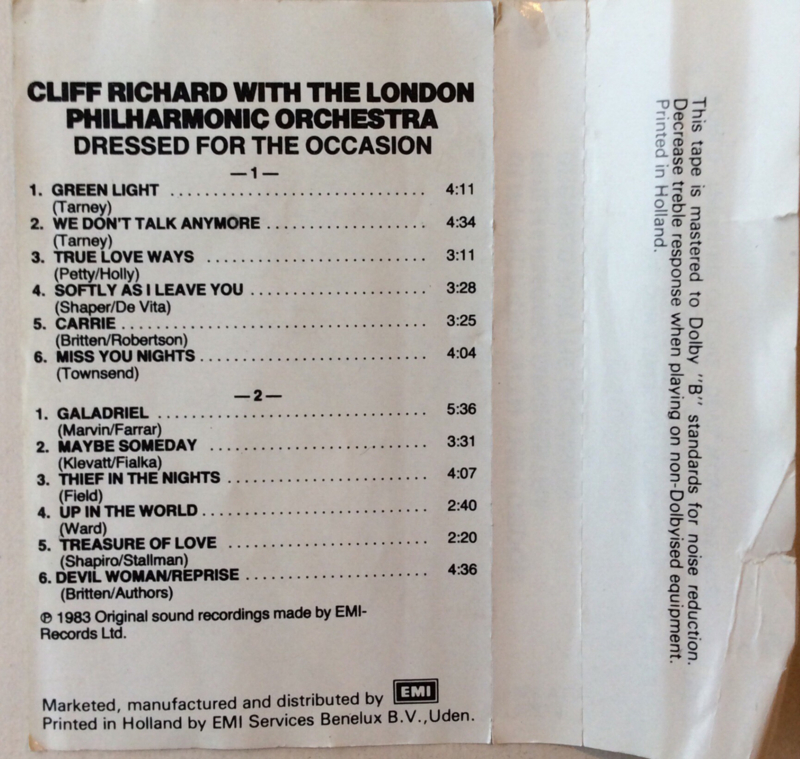 CLIFF RICHARD WITH THE LONDON
PHILHARMONIC ORCHESTRA
DRESSED FOR THE OCCASION
—1—
1. GREEN LIGHT .............................. 4:11
(Tarney)
2. WE DON'T TALK ANYMORE .................. 4:34
(Tarney)
3. TRUE LOVE WAYS ......................... 3:11
(Petty/Holly)
4. SOFTLY AS I LEAVE YOU .................... 3:28
(Shaper/De Vita)
5. CARRIE .................................. 3:25
(Britten/Robertson)
6. MISS YOU NIGHTS .......................... 4:04
(Townsend)
—2—
1. GALADRIEL .............................. 5:36
(Marvin/Farrar)
2. MAYBE SOMEDAY ......................... 3:31
(Klevatt/Fialka)
3. THIEF IN THE NIGHTS ....................... 4:07
(Field)
4. UP IN THE WORLD .......................... 2:40
(Ward)
5. TREASURE OF LOVE ....................... 2:20
(Shapiro/Stallman)
6. DEVIL WOMAN/REPRISE ..................... 4:36
(Britten/Authors)
℗ 1983 Original sound recordings made by EMI-
Records Ltd.
Marketed, manufactured and distributed by EMI
Printed in Holland by EMI Services Benelux B.V.,Uden.
This tape is mastered to Dolby "B" standards for noise reduction.
Decrease treble response when playing on non-Dolbyised equipment.
Printed in Holland.